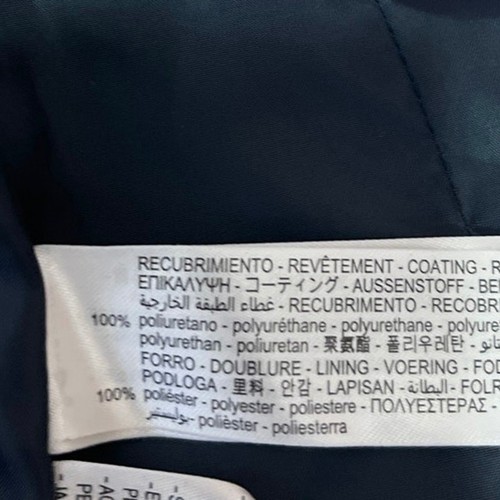 RECUBRIMIENTO - REVÊTEMENT - COATING - R
ΕΠΙΚΑΛΥΨΗ - コーティング - AUSSENSTOFF - BE
غطاء الطبقة الخارجية - RECUBRIMENTO - RECOBR
100% poliuretano - polyuréthane - polyurethane - polyure
polyurethan - poliuretan - 聚氨酯 - 폴리우레탄 -
FORRO - DOUBLURE - LINING - VOERING - FOD
PODLOGA - 里料 - 안감 - LAPISAN - البطانة - FOLR
100% poliéster - polyester - poliestere - ΠΟΛΥΕΣΤΕΡΑΣ -
بوليستير - polièster - poliesterra